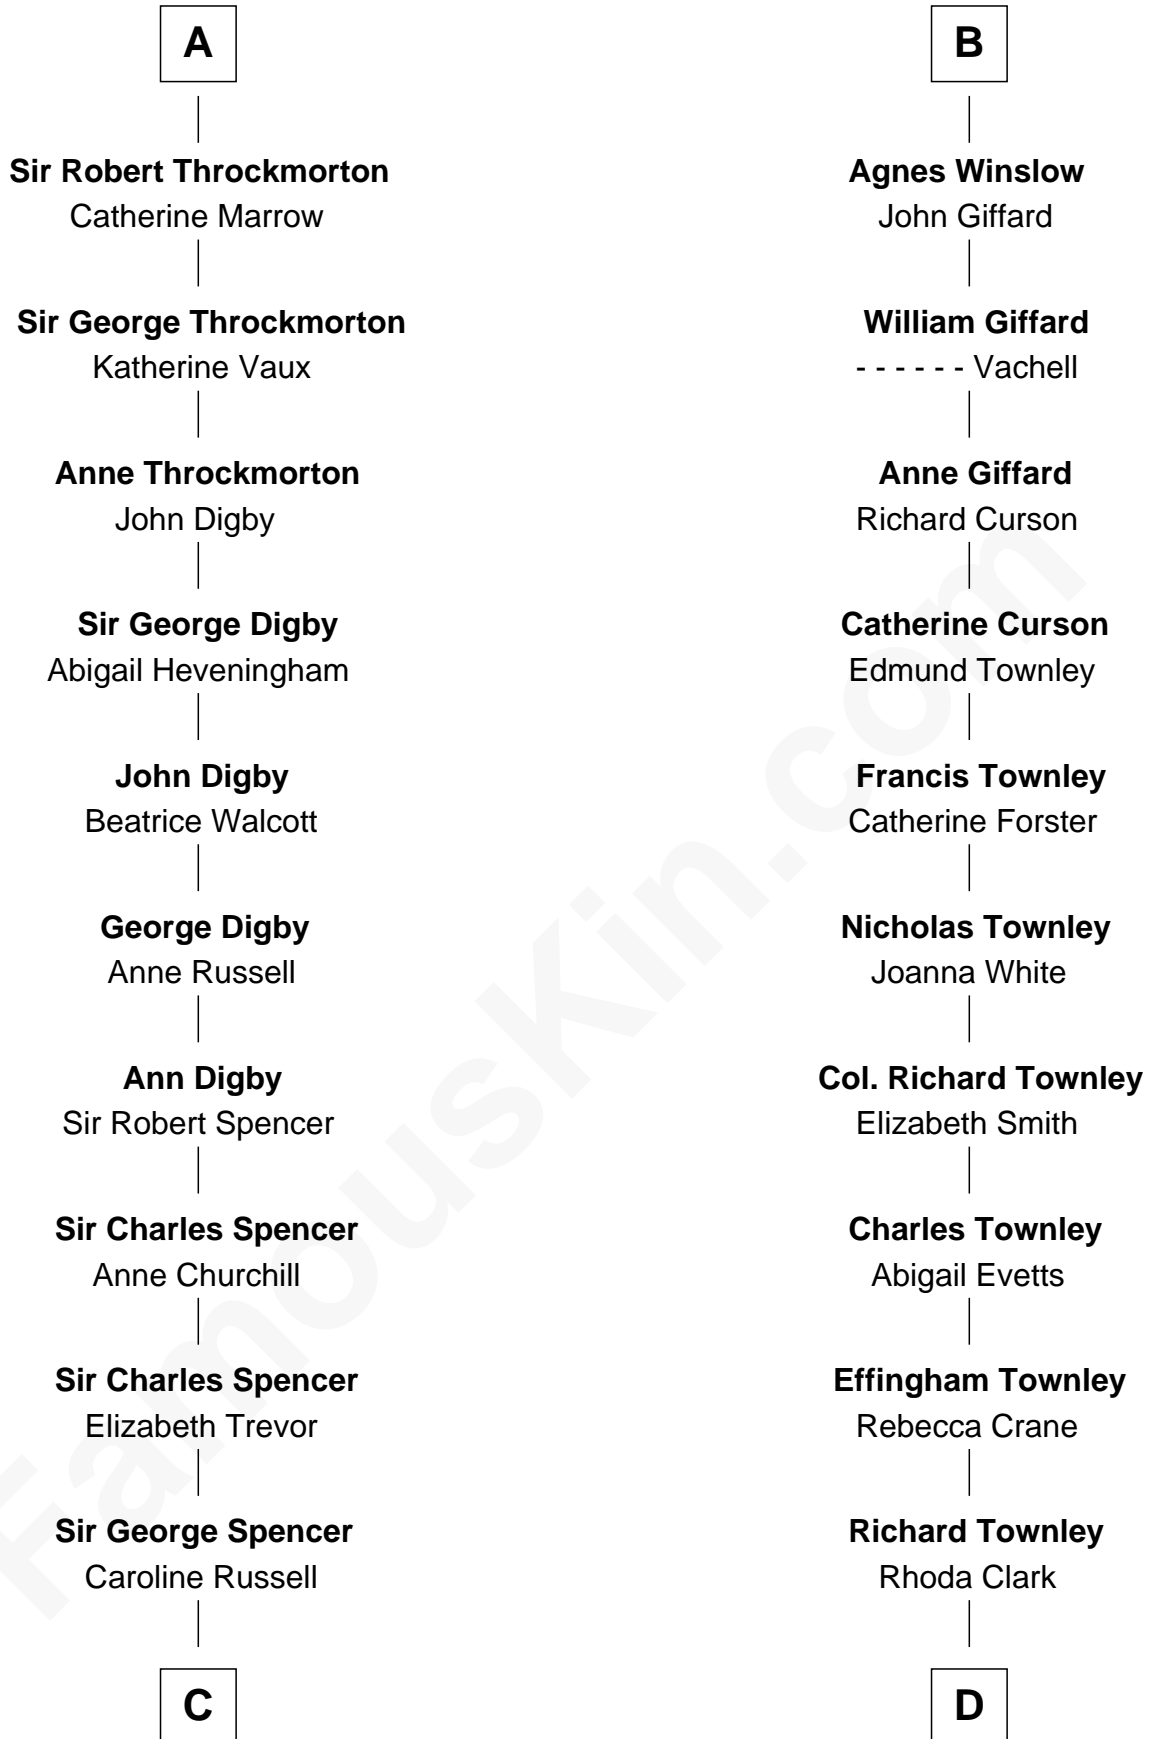 A
Sir Robert Throckmorton
Catherine Marrow
Sir George Throckmorton
Katherine Vaux
Anne Throckmorton
John Digby
Sir George Digby
Abigail Heveningham
John Digby
Beatrice Walcott
George Digby
Anne Russell
Ann Digby
Sir Robert Spencer
Sir Charles Spencer
Anne Churchill
Sir Charles Spencer
Elizabeth Trevor
Sir George Spencer
Caroline Russell
C
B
Agnes Winslow
John Giffard
William Giffard
- - - - - - Vachell
Anne Giffard
Richard Curson
Catherine Curson
Edmund Townley
Francis Townley
Catherine Forster
Nicholas Townley
Joanna White
Col. Richard Townley
Elizabeth Smith
Charles Townley
Abigail Evetts
Effingham Townley
Rebecca Crane
Richard Townley
Rhoda Clark
D
FamousKin.com